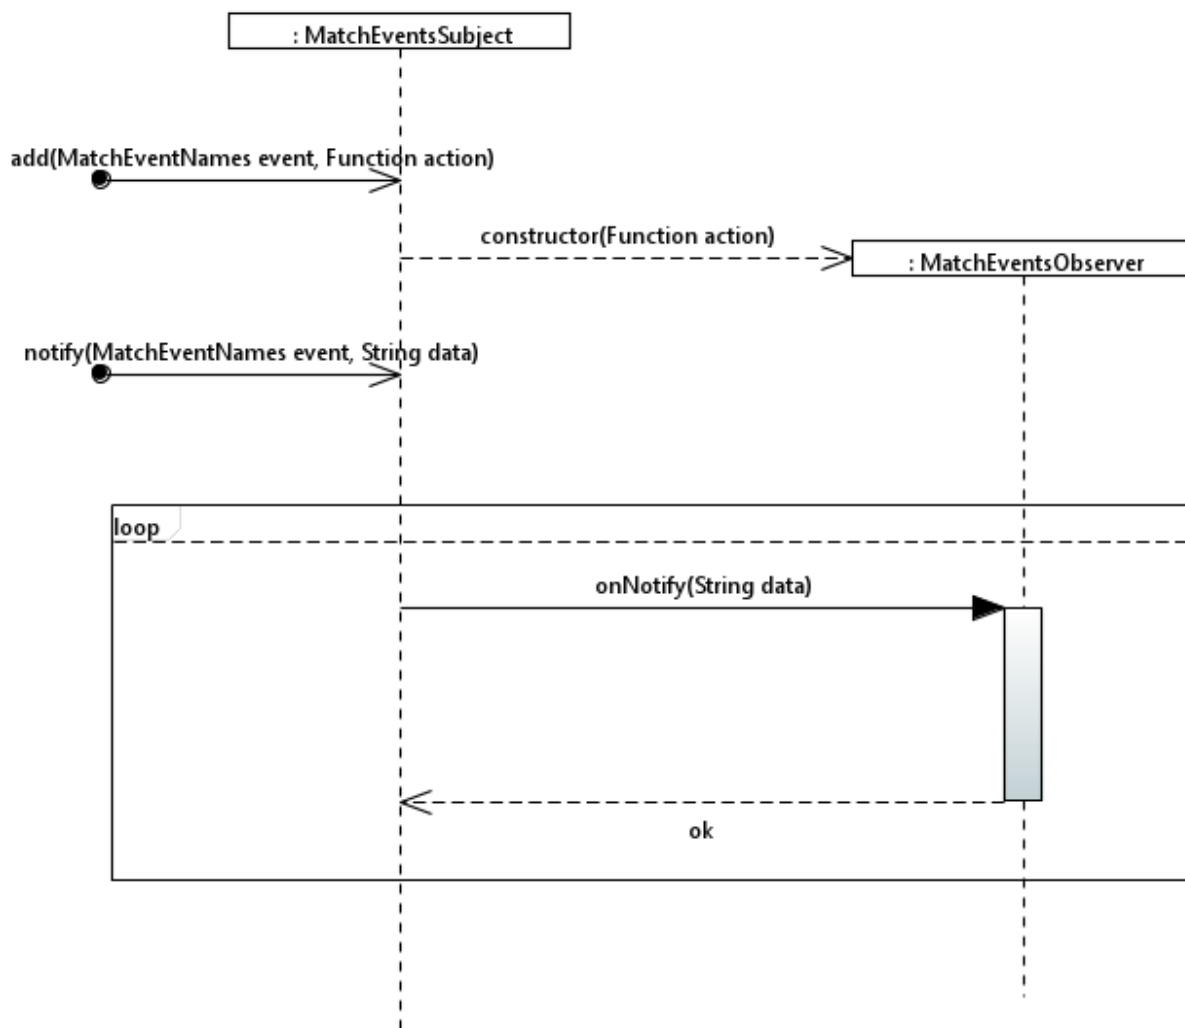 : MatchEventsSubject
add(MatchEventNames event, Function action)
constructor(Function action)
: MatchEventsObserver
notify(MatchEventNames event, String data)
loop
onNotify(String data)
ok